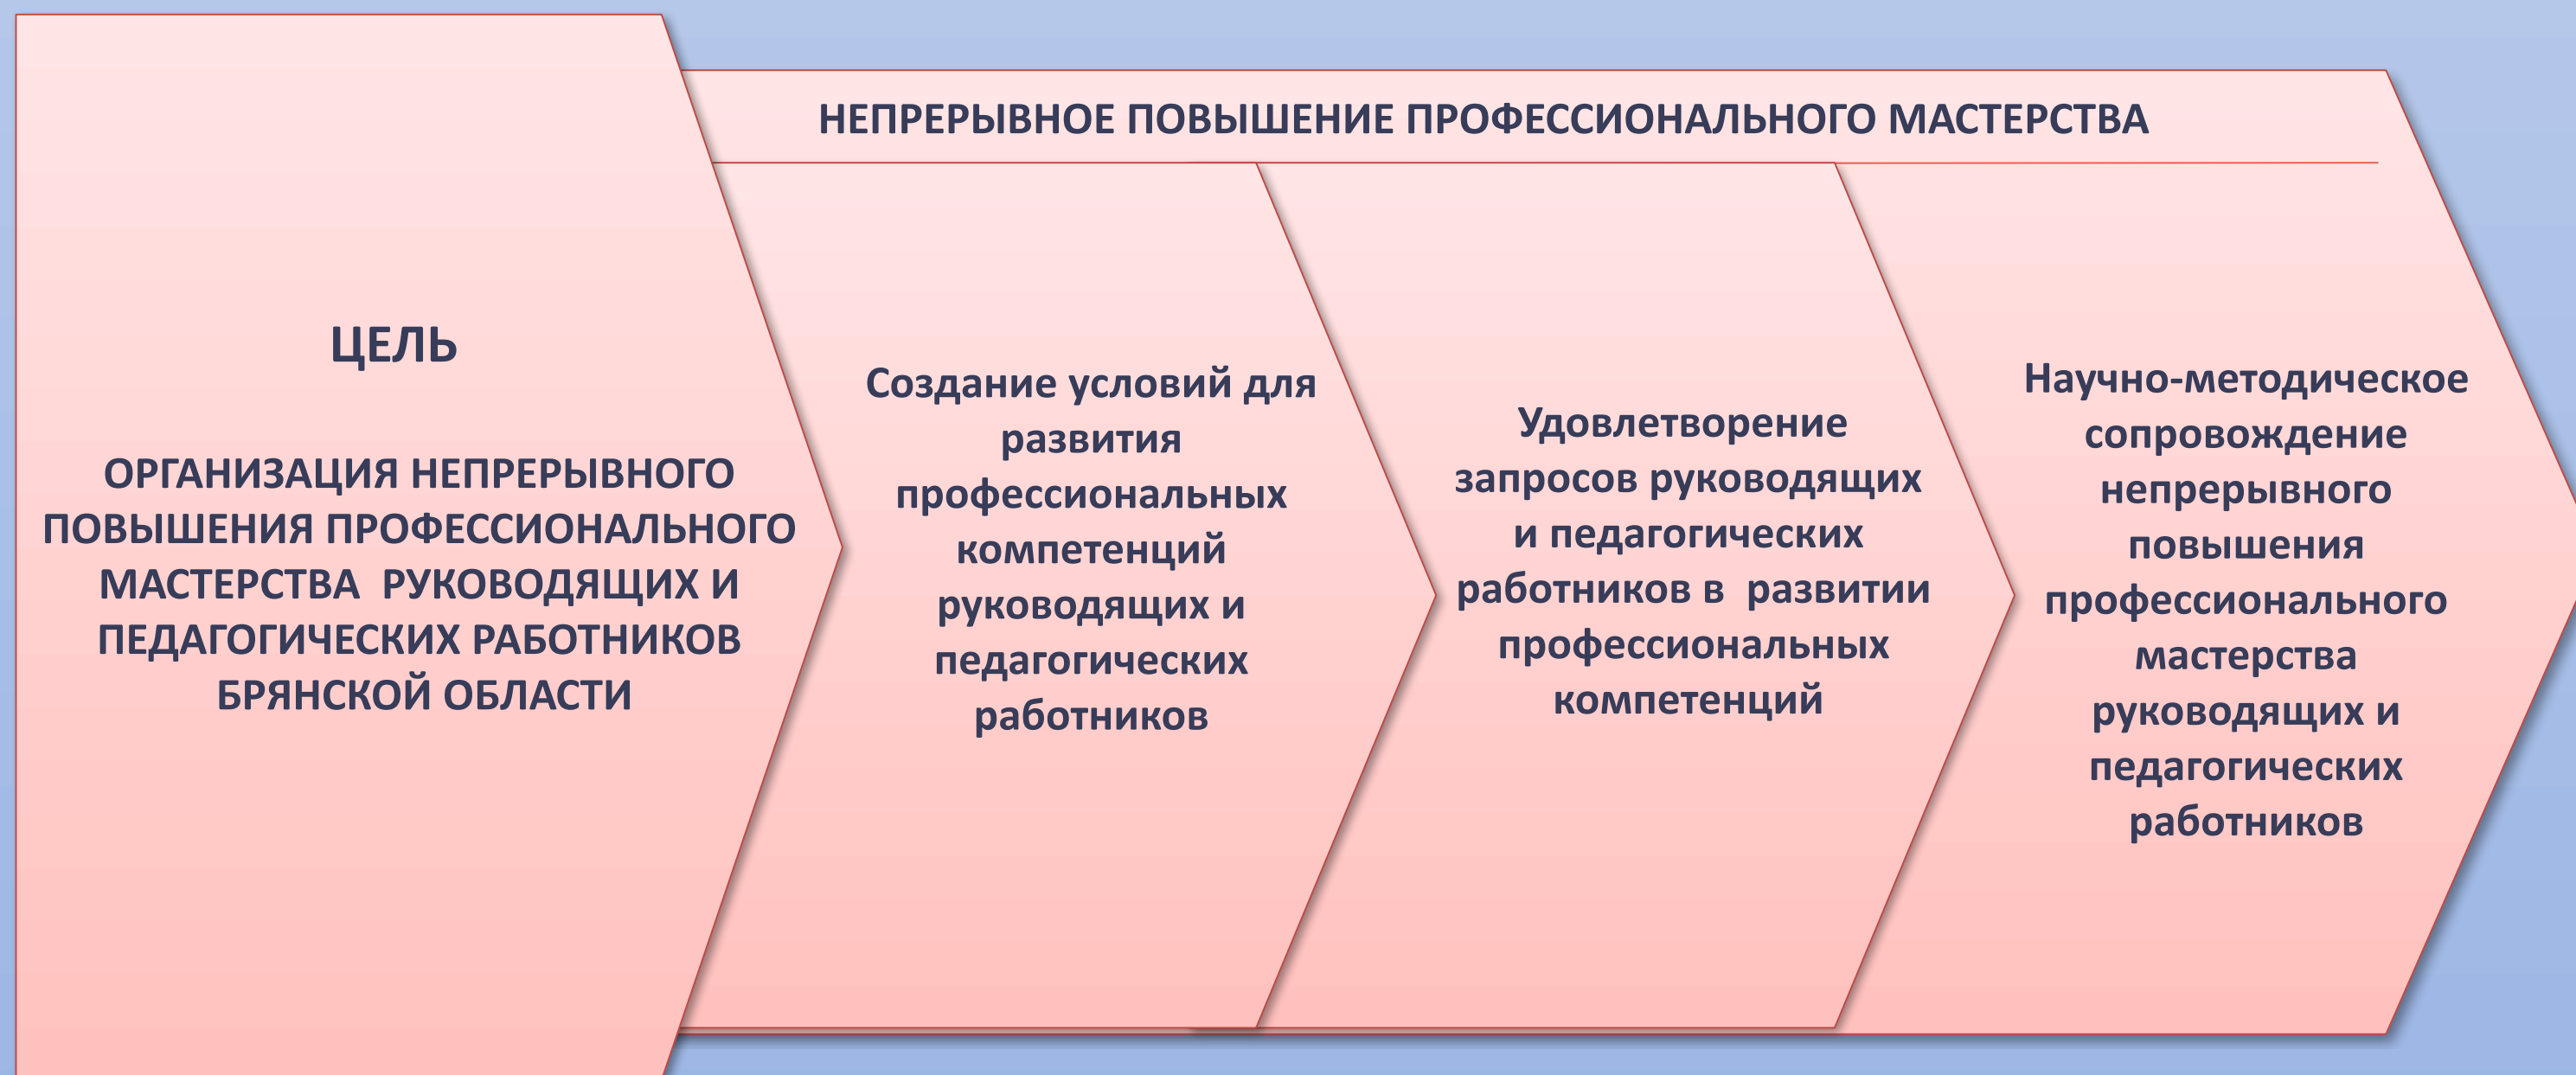 НЕПРЕРЫВНОЕ ПОВЫШЕНИЕ ПРОФЕССИОНАЛЬНОГО МАСТЕРСТВА
ЦЕЛЬ
ОРГАНИЗАЦИЯ НЕПРЕРЫВНОГО
ПОВЫШЕНИЯ ПРОФЕССИОНАЛЬНОГО
МАСТЕРСТВА РУКОВОДЯЩИХ И
ПЕДАГОГИЧЕСКИХ РАБОТНИКОВ
БРЯНСКОЙ ОБЛАСТИ
Создание условий для
развития
профессиональных
компетенций
руководящих и
педагогических
работников
Удовлетворение
запросов руководящих
и педагогических
работников в развитии
профессиональных
компетенций
Научно-методическое
сопровождение
непрерывного
повышения
профессионального
мастерства
руководящих и
педагогических
работников